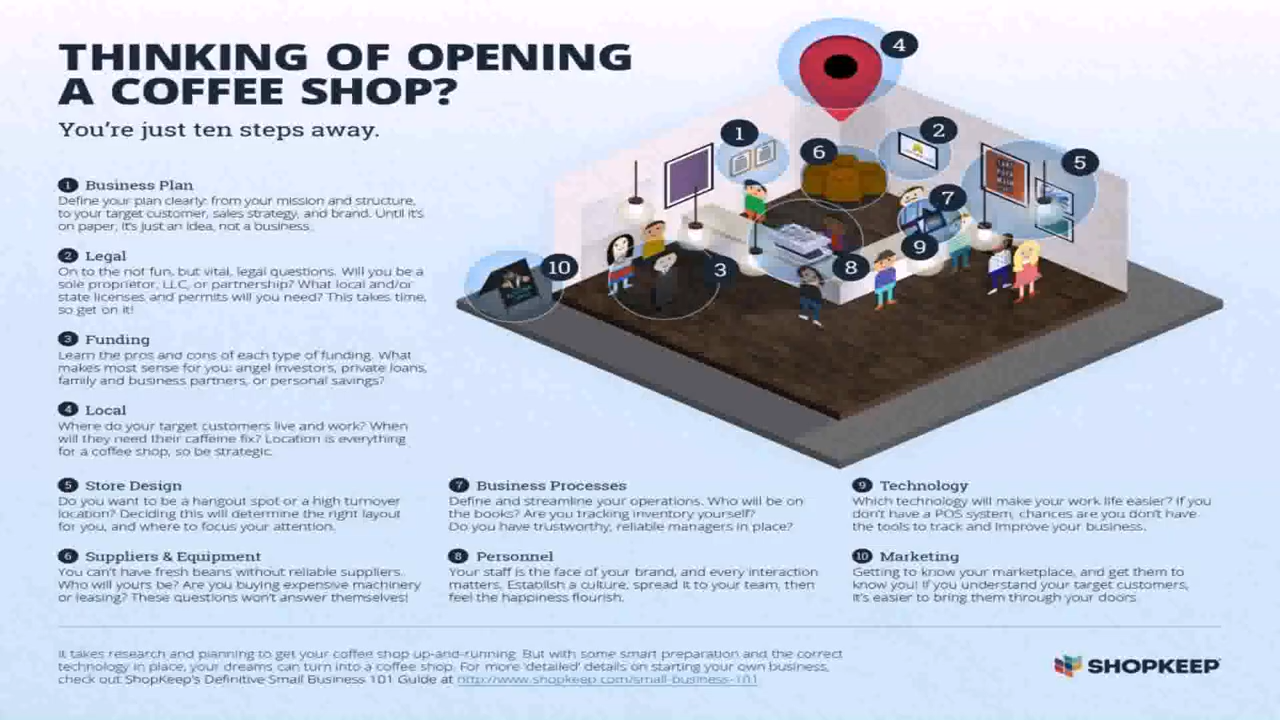 THINKING OF OPENING
A COFFEE SHOP?
You're just ten steps away.
1 Business Plan
Define your plan clearly: from your mission and structure,
to your target customer, sales strategy, and brand. Until it's
on paper, it's just an idea, not a business.
2 Legal
On to the not fun, but vital, legal questions. Will you be a
sole proprietor, LLC, or partnership? What local and/or
state licenses and permits will you need? This takes time,
so get on it!
3 Funding
Learn the pros and cons of each type of funding. What
makes most sense for you: angel investors, private loans,
family and business partners, or personal savings?
4 Local
Where do your target customers live and work? When
will they need their caffeine fix? Location is everything
for a coffee shop, so be strategic.
5 Store Design
Do you want to be a hangout spot or a high turnover
location? Deciding this will determine the right layout
for you, and where to focus your attention.
6 Suppliers & Equipment
You can't have fresh beans without reliable suppliers.
Who will yours be? Are you buying expensive machinery
or leasing? These questions won't answer themselves!
7 Business Processes
Define and streamline your operations. Who will be on
the books? Are you tracking inventory yourself?
Do you have trustworthy, reliable managers in place?
8 Personnel
Your staff is the face of your brand, and every interaction
matters. Establish a culture, spread it to your team, then
feel the happiness flourish.
9 Technology
Which technology will make your work life easier? If you
don't have a POS system, chances are you don't have
the tools to track and improve your business.
10 Marketing
Getting to know your marketplace, and get them to
know you! If you understand your target customers,
it's easier to bring them through your doors.
4
1
2
6
5
7
9
10
3
8
It takes research and planning to get your coffee shop up-and-running. But with some smart preparation and the correct
technology in place, your dreams can turn into a coffee shop. For more 'detailed' details on starting your own business,
check out ShopKeep's Definitive Small Business 101 Guide at http://www.shopkeep.com/small-business-101
SHOPKEEP